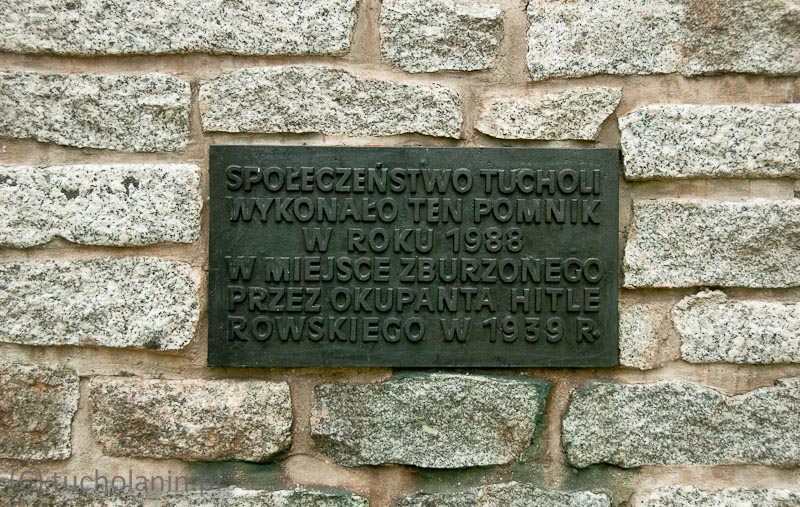 SPOŁECZEŃSTWO TUCHOLI
WYKONAŁO TEN POMNIK
W ROKU 1988
W MIEJSCE ZBURZONEGO
PRZEZ OKUPANTA HITLE
ROWSKIEGO W 1939 R.
(c) tucholanin.pl